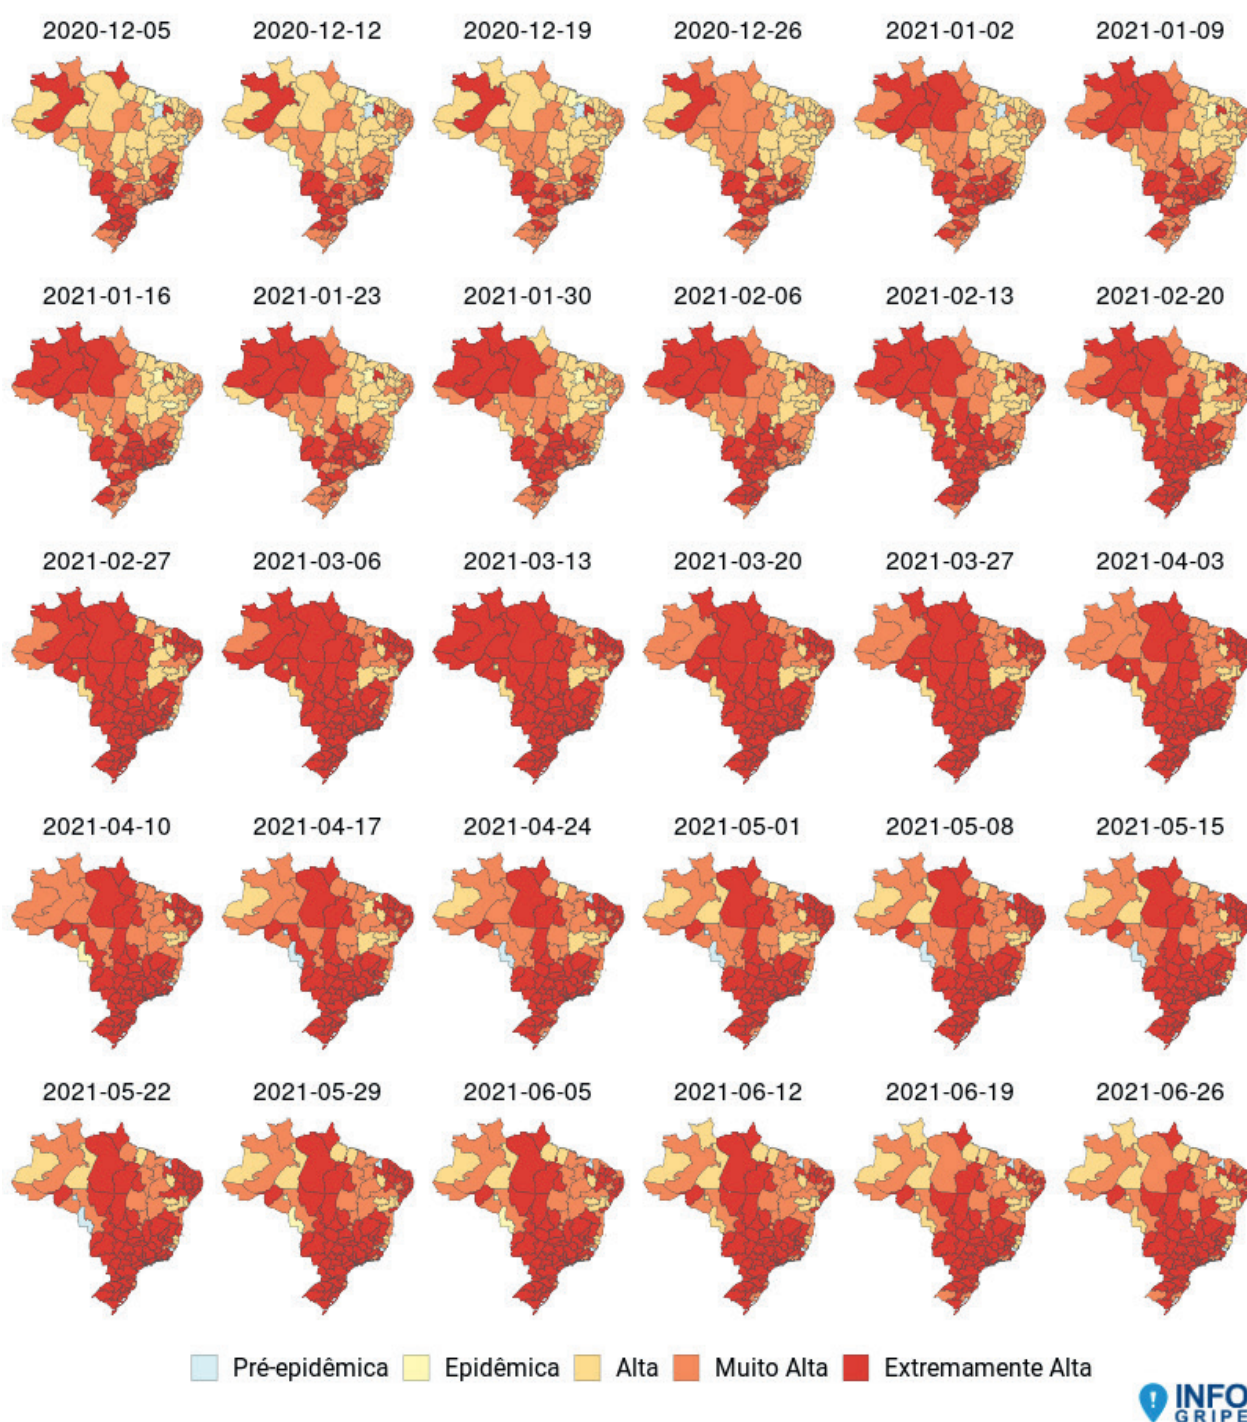 2020-12-05 2020-12-12 2020-12-19 2020-12-26 2021-01-02 2021-01-09
2021-01-16 2021-01-23 2021-01-30 2021-02-06 2021-02-13 2021-02-20
2021-02-27 2021-03-06 2021-03-13 2021-03-20 2021-03-27 2021-04-03
2021-04-10 2021-04-17 2021-04-24 2021-05-01 2021-05-08 2021-05-15
2021-05-22 2021-05-29 2021-06-05 2021-06-12 2021-06-19 2021-06-26
Pré-epidêmica Epidêmica Alta Muito Alta Extremamente Alta
INFO
GRIPE